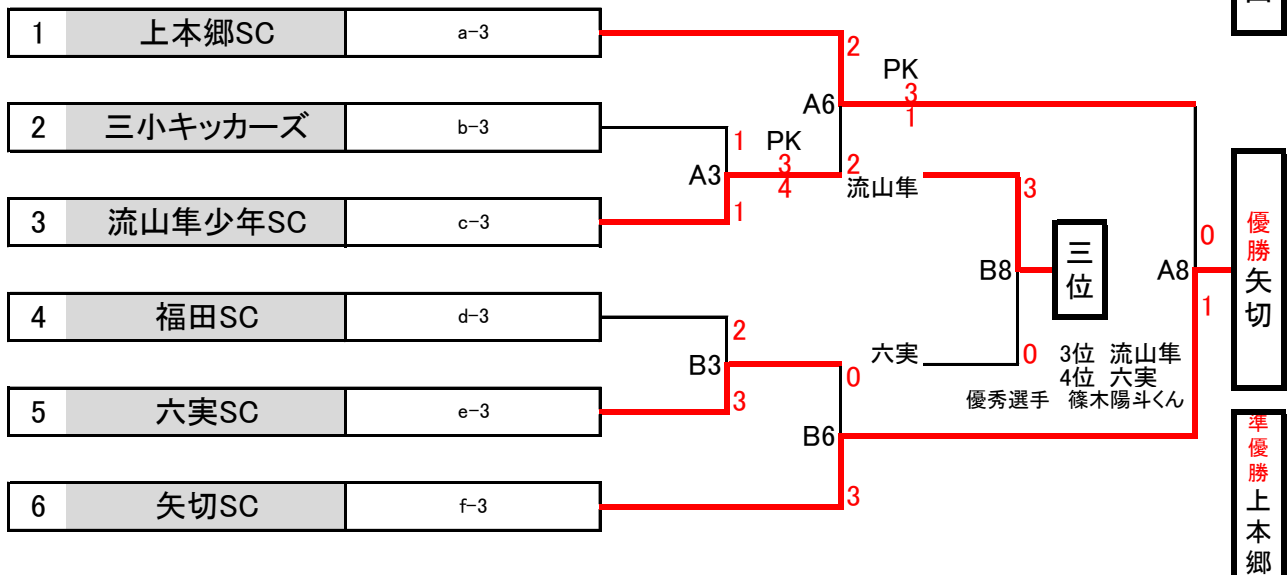 1 上本郷SC a-3
2 三小キッカーズ b-3
3 流山隼少年SC c-3
4 福田SC d-3
5 六実SC e-3
6 矢切SC f-3
A3
1
1
PK
3
4
B3
2
3
A6
2
2
PK
3
1
B6
0
3
流山隼
3
六実
0
B8
三位
3位 流山隼
4位 六実
優秀選手 篠木陽斗くん
A8
0
1
優勝矢切
準優勝上本郷